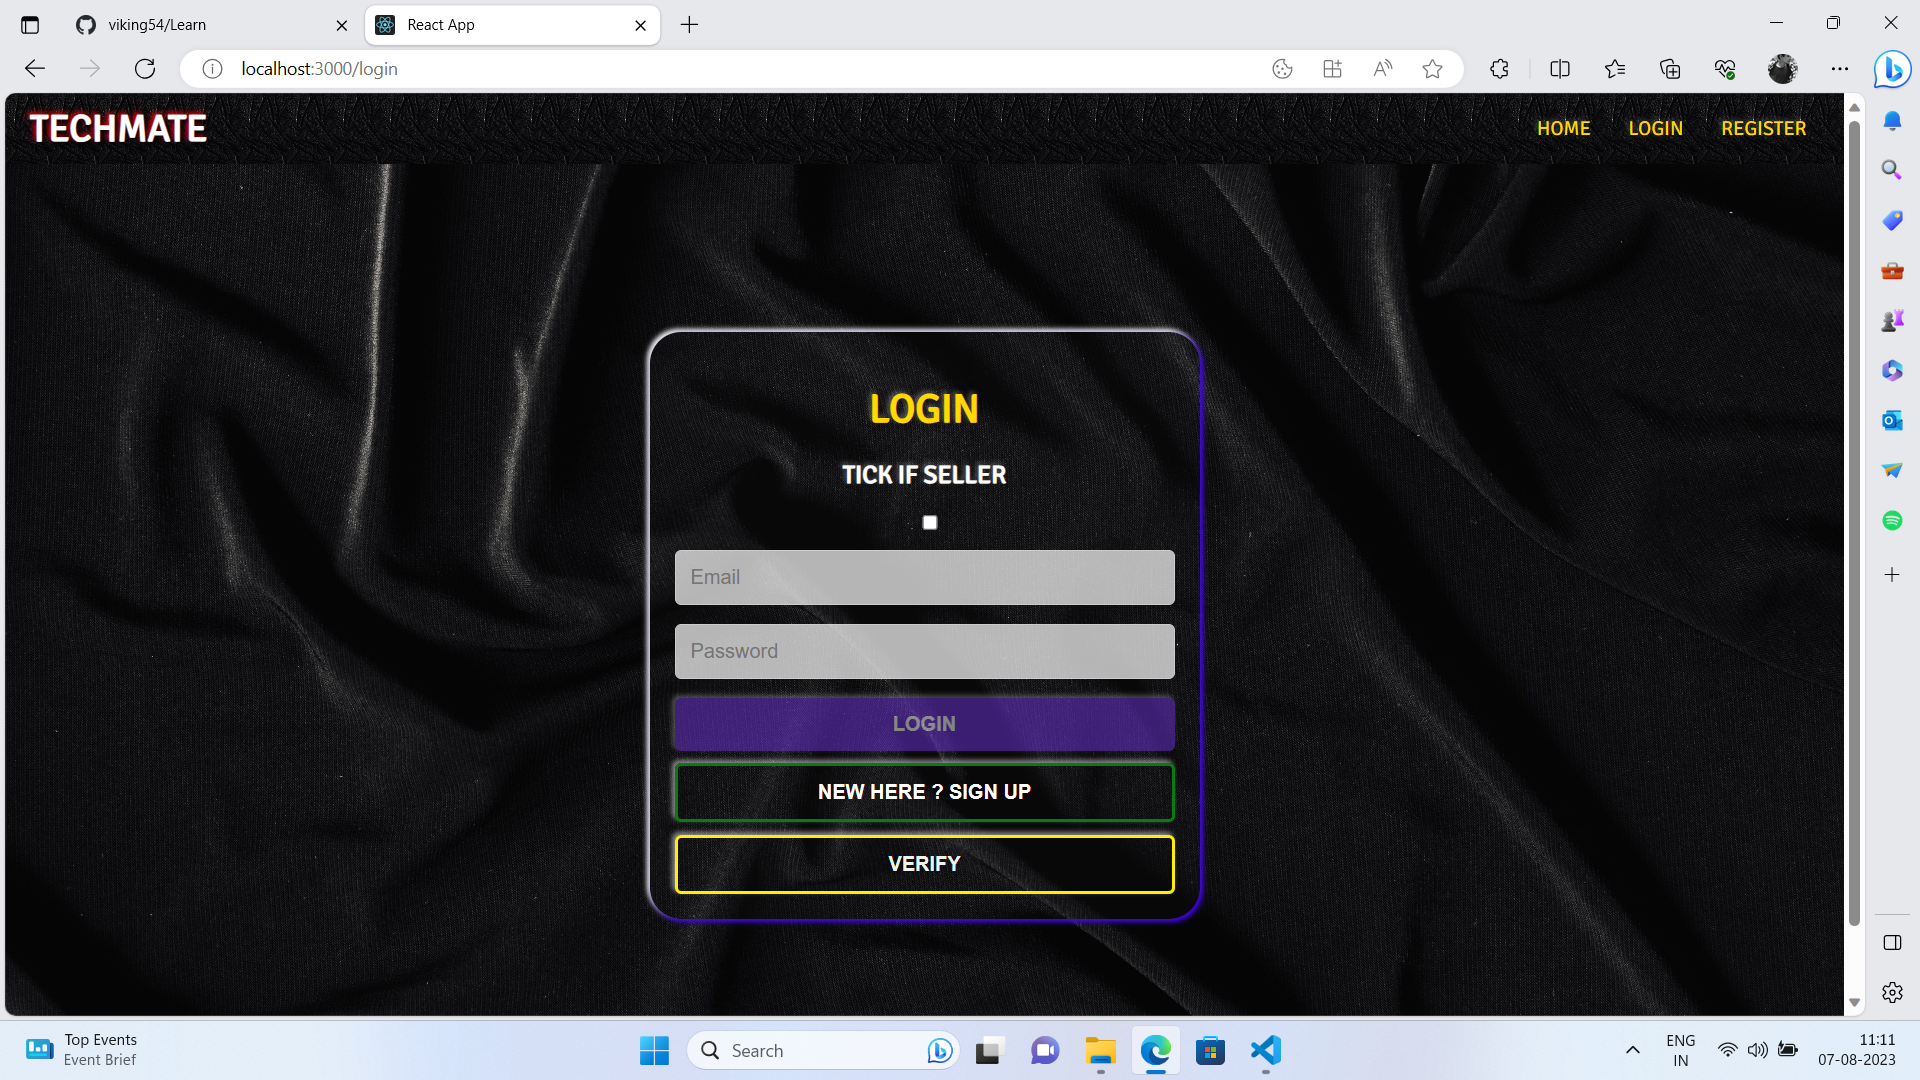 viking54/Learn
React App
localhost:3000/login
TECHMATE
HOME
LOGIN
REGISTER
LOGIN
TICK IF SELLER
Email
Password
LOGIN
NEW HERE ? SIGN UP
VERIFY
Top Events
Event Brief
Search
ENG
IN
11:11
07-08-2023